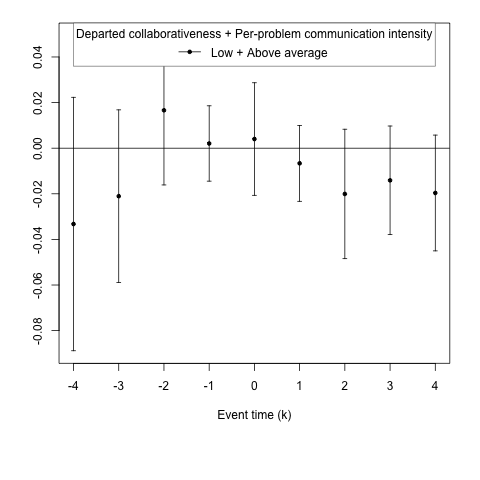 Departed collaborativeness + Per-problem communication intensity
Low + Above average
0.04
0.02
0.00
-0.02
-0.04
-0.06
-0.08
-4 -3 -2 -1 0 1 2 3 4
Event time (k)